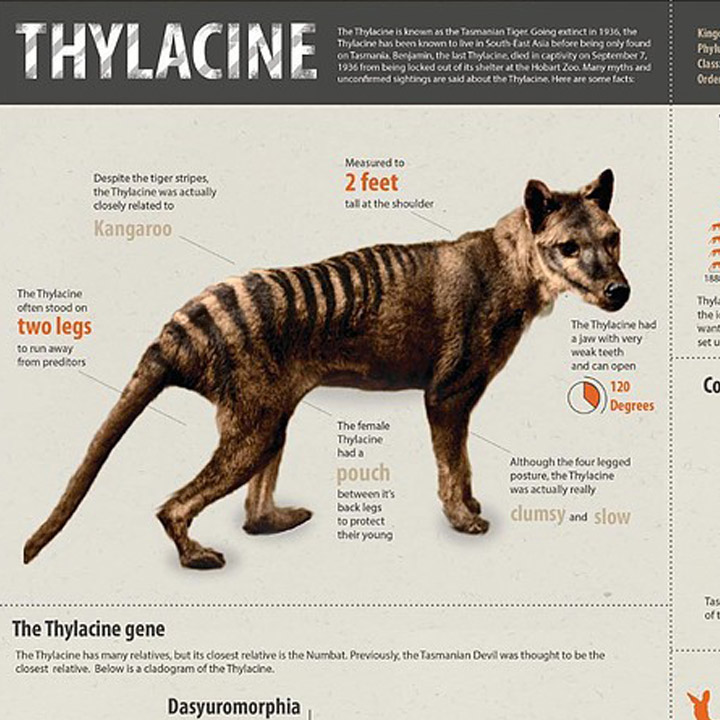 THYLACINE
The Thylacine is known as the Tasmanian Tiger. Going extinct in 1936, the
Thylacine has been known to live in South-East Asia before being only found
on Tasmania. Benjamin, the last Thylacine, died in captivity on September 7,
1936 from being locked out of its shelter at the Hobart Zoo. Many myths and
unconfirmed sightings are said about the Thylacine. Here are some facts:
Despite the tiger stripes,
the Thylacine was actually
closely related to
Kangaroo
Measured to
2 feet
tall at the shoulder
The Thylacine
often stood on
two legs
to run away
from preditors
The Thylacine had
a jaw with very
weak teeth
and can open
120
Degrees
The female
Thylacine
had a
pouch
between it's
back legs
to protect
their young
Although the four legged
posture, the Thylacine
was actually really
clumsy and slow
The Thylacine gene
The Thylacine has many relatives, but its closest relative is the Numbat. Previously, the Tasmanian Devil was thought to be the
closest relative. Below is a cladogram of the Thylacine.
Dasyuromorphia
King
Phyl
Class
Orde
188
Thyl
the i
want
set u
Co
Tas
of t